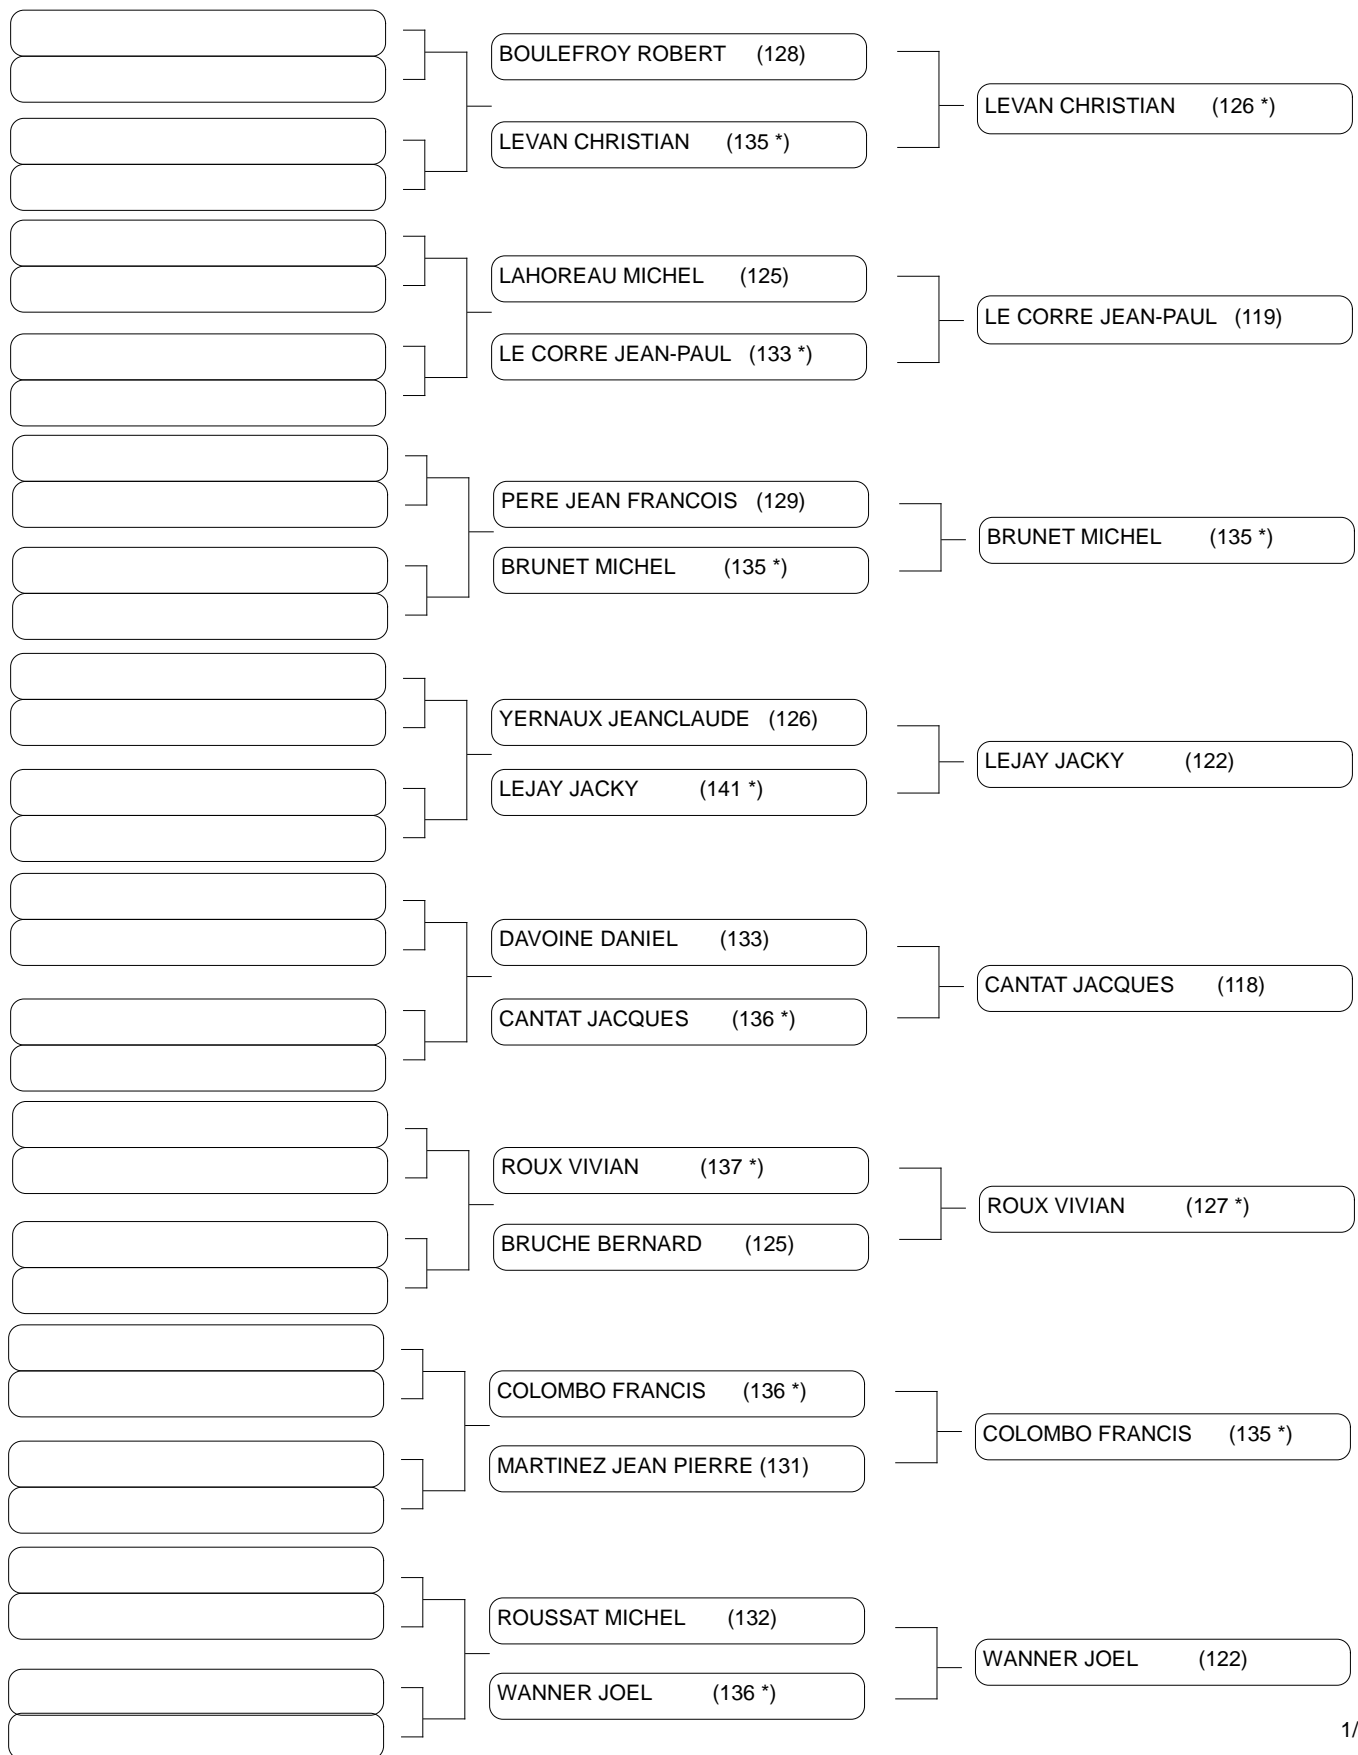 BOULEFROY ROBERT (128)
LEVAN CHRISTIAN (135 *)
LEVAN CHRISTIAN (126 *)
LAHOREAU MICHEL (125)
LE CORRE JEAN-PAUL (133 *)
LE CORRE JEAN-PAUL (119)
PERE JEAN FRANCOIS (129)
BRUNET MICHEL (135 *)
BRUNET MICHEL (135 *)
YERNAUX JEANCLAUDE (126)
LEJAY JACKY (141 *)
LEJAY JACKY (122)
DAVOINE DANIEL (133)
CANTAT JACQUES (136 *)
CANTAT JACQUES (118)
ROUX VIVIAN (137 *)
BRUCHE BERNARD (125)
ROUX VIVIAN (127 *)
COLOMBO FRANCIS (136 *)
MARTINEZ JEAN PIERRE (131)
COLOMBO FRANCIS (135 *)
ROUSSAT MICHEL (132)
WANNER JOEL (136 *)
WANNER JOEL (122)
1/